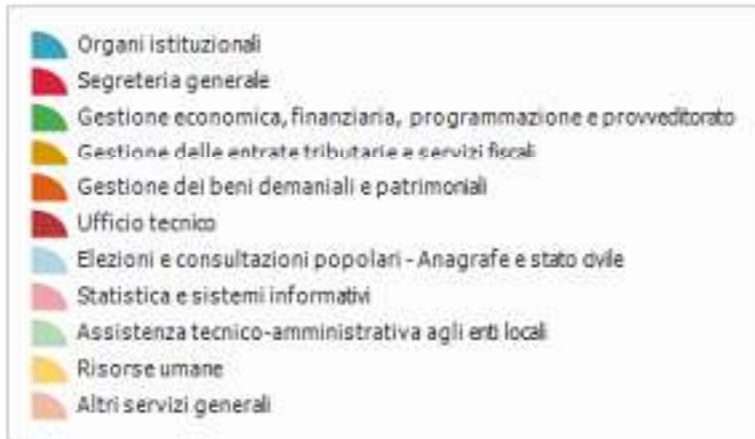 Organi istituzionali
Segreteria generale
Gestione economica, finanziaria, programmazione e provveditorato
Gestione delle entrate tributarie e servizi fiscali
Gestione dei beni demaniali e patrimoniali
Ufficio tecnico
Elezioni e consultazioni popolari - Anagrafe e stato civile
Statistica e sistemi informativi
Assistenza tecnico-amministrativa agli enti locali
Risorse umane
Altri servizi generali